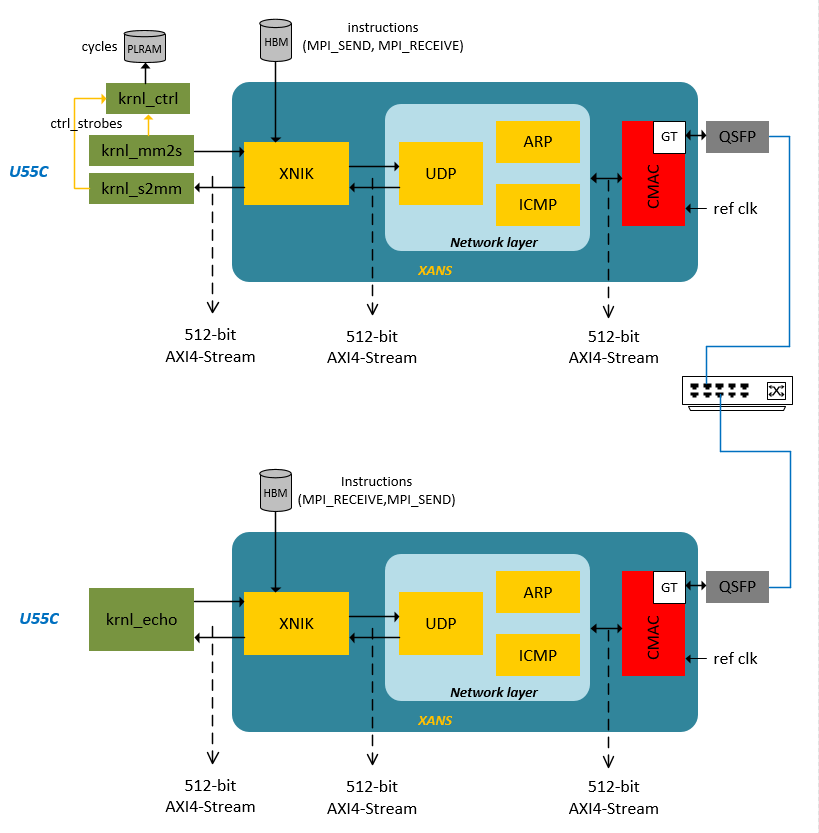 instructions
(MPI_SEND, MPI_RECEIVE)
cycles
PLRAM
HBM
krnl_ctrl
ctrl_strobes
krnl_mm2s
krnl_s2mm
U55C
XNIK
UDP
ARP
ICMP
Network layer
XANS
CMAC
GT
QSFP
ref clk
512-bit
AXI4-Stream
512-bit
AXI4-Stream
512-bit
AXI4-Stream
Instructions
(MPI_RECEIVE,MPI_SEND)
HBM
U55C
krnl_echo
XNIK
UDP
ARP
ICMP
Network layer
XANS
CMAC
GT
QSFP
ref clk
512-bit
AXI4-Stream
512-bit
AXI4-Stream
512-bit
AXI4-Stream